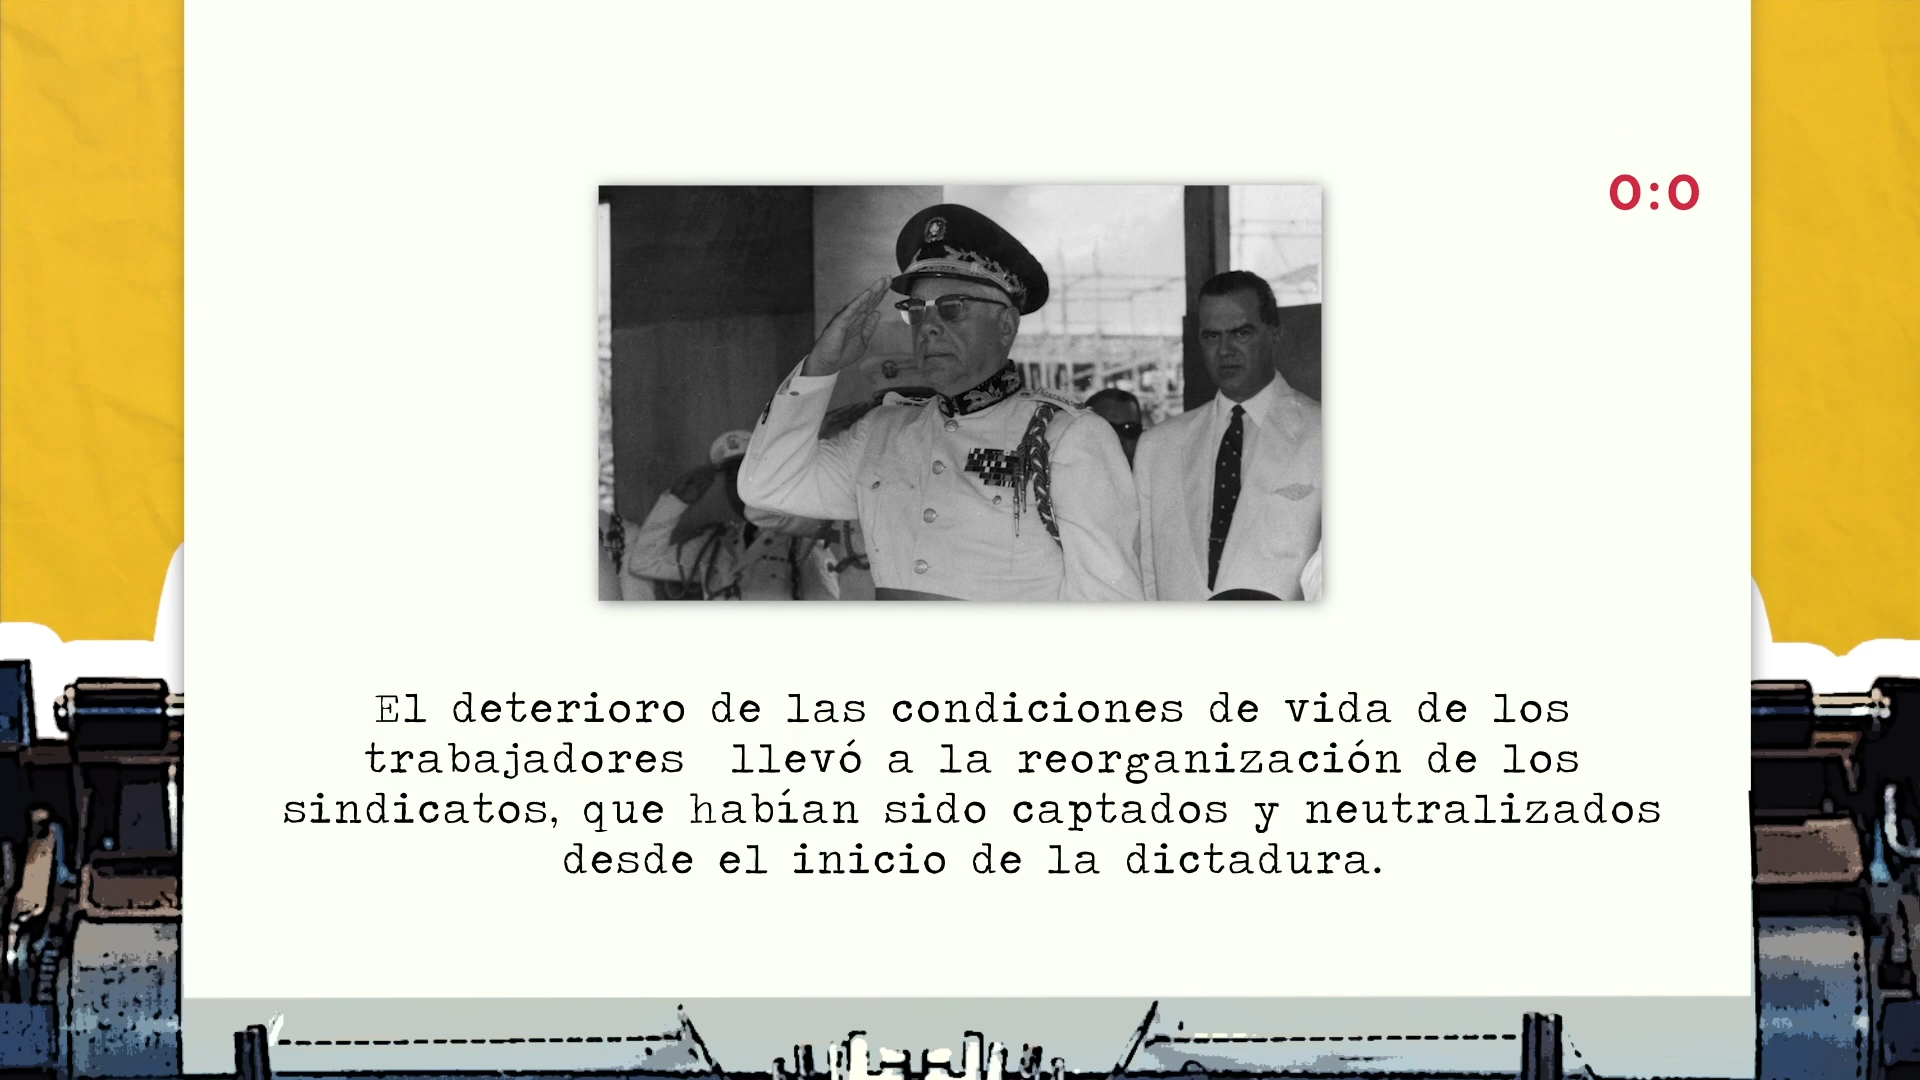 0:0
El deterioro de las condiciones de vida de los
trabajadores  llevó a la reorganización de los
sindicatos, que habían sido captados y neutralizados
desde el inicio de la dictadura.